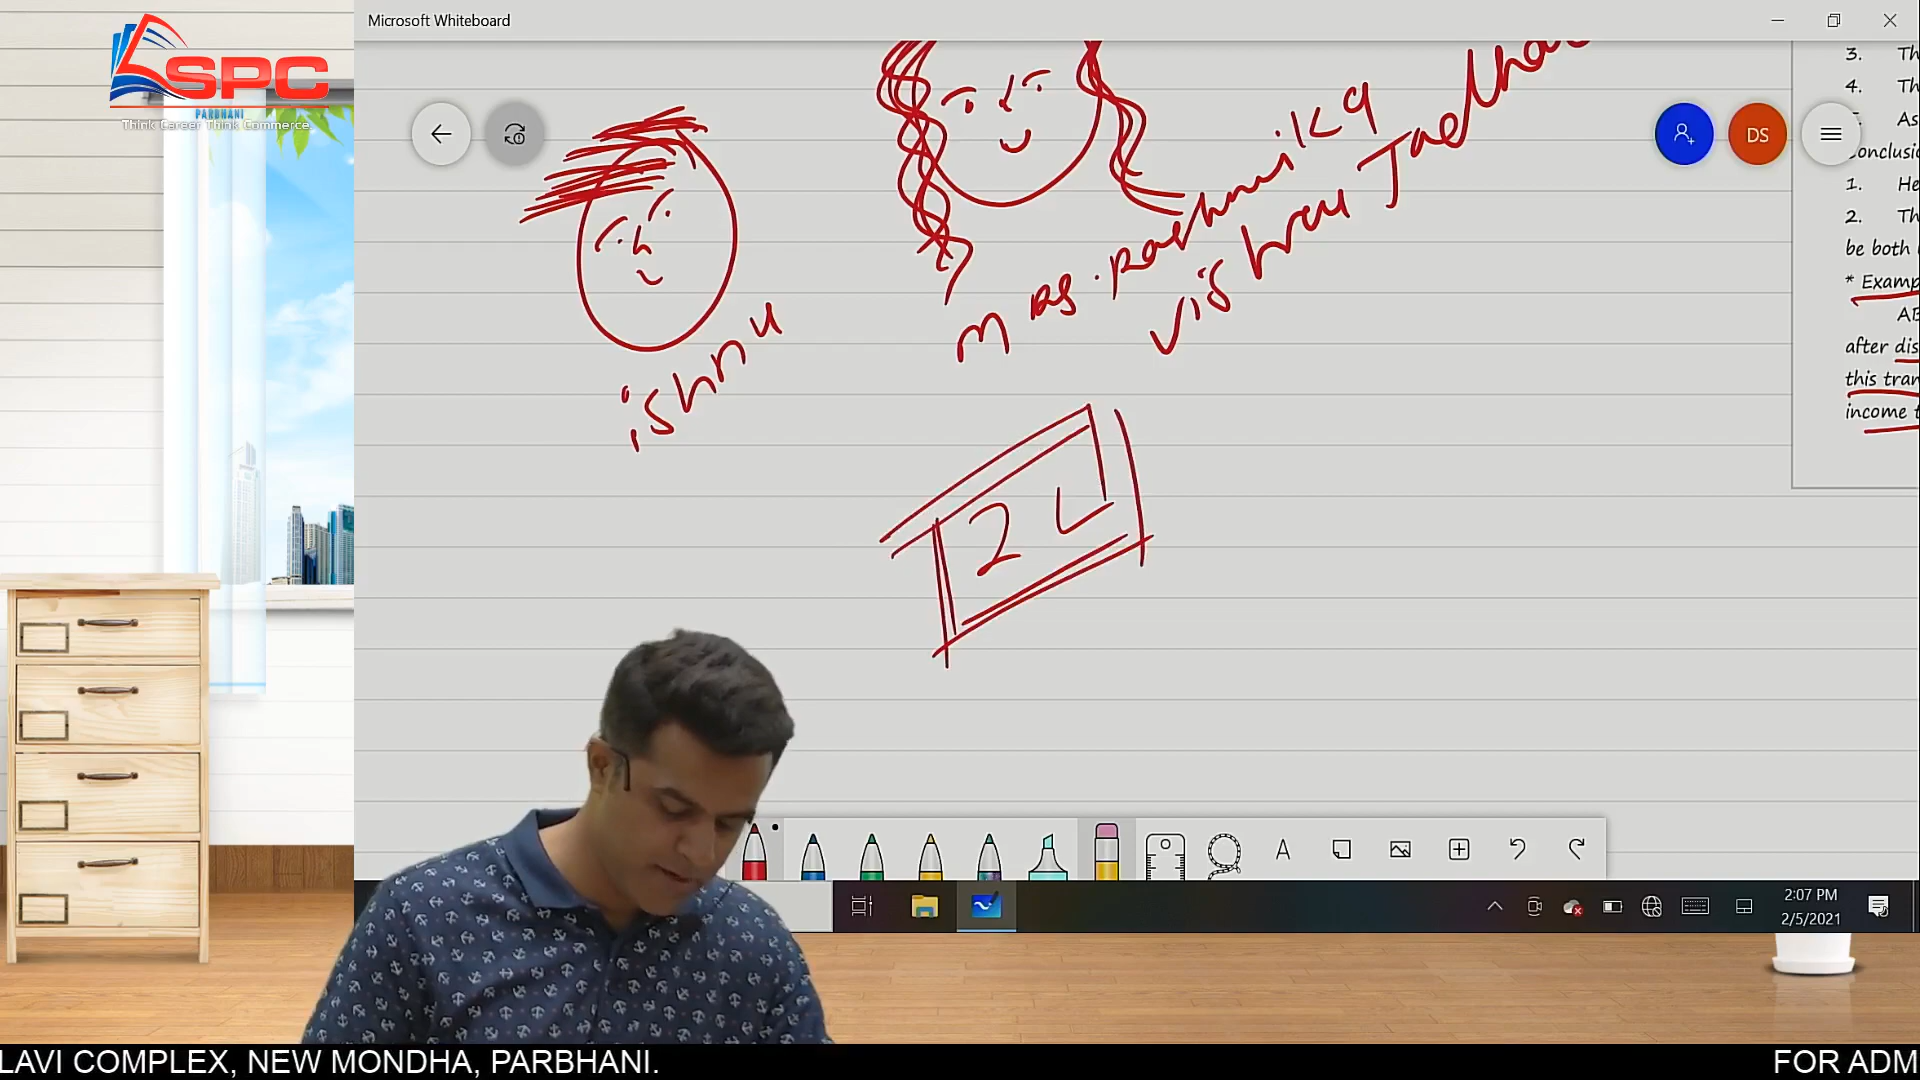 Microsoft Whiteboard
SPC
PARBHANI
Think Career Think Commerce.
DS
3. Th
4. Th
As
onclusi
1. He
2. Th
be both
* Examp
AB
after dis
this tran
income t
ishnu
mrs. rashmika
vishnu Jadhav
2 L
2:07 PM
2/5/2021
LAVI COMPLEX, NEW MONDHA, PARBHANI.
FOR ADM